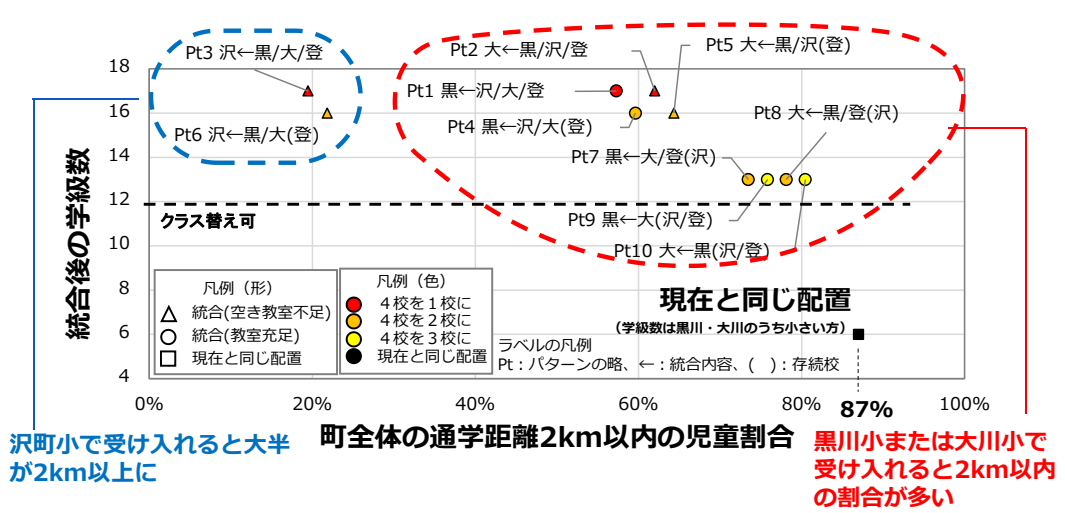 Pt3 沢←黒/大/登
Pt2 大←黒/沢/登
Pt5 大←黒/沢(登)
Pt1 黒←沢/大/登
Pt8 大←黒/登(沢)
Pt6 沢←黒/大(登)
Pt4 黒←沢/大(登)
Pt7 黒←大/登(沢)
Pt9 黒←大(沢/登)
Pt10 大←黒(沢/登)
18
16
14
12
10
8
6
4
統合後の学級数
クラス替え可
凡例（形）
統合(空き教室不足)
統合(教室充足)
現在と同じ配置
凡例（色）
４校を１校に
４校を２校に
４校を３校に
現在と同じ配置
現在と同じ配置
（学級数は黒川・大川のうち小さい方）
ラベルの凡例
Pt：パターンの略、←：統合内容、(　)：存続校
0%
20%
40%
60%
80%
87%
100%
町全体の通学距離2km以内の児童割合
沢町小で受け入れると大半
が2km以上に
黒川小または大川小で
受け入れると2km以内
の割合が多い